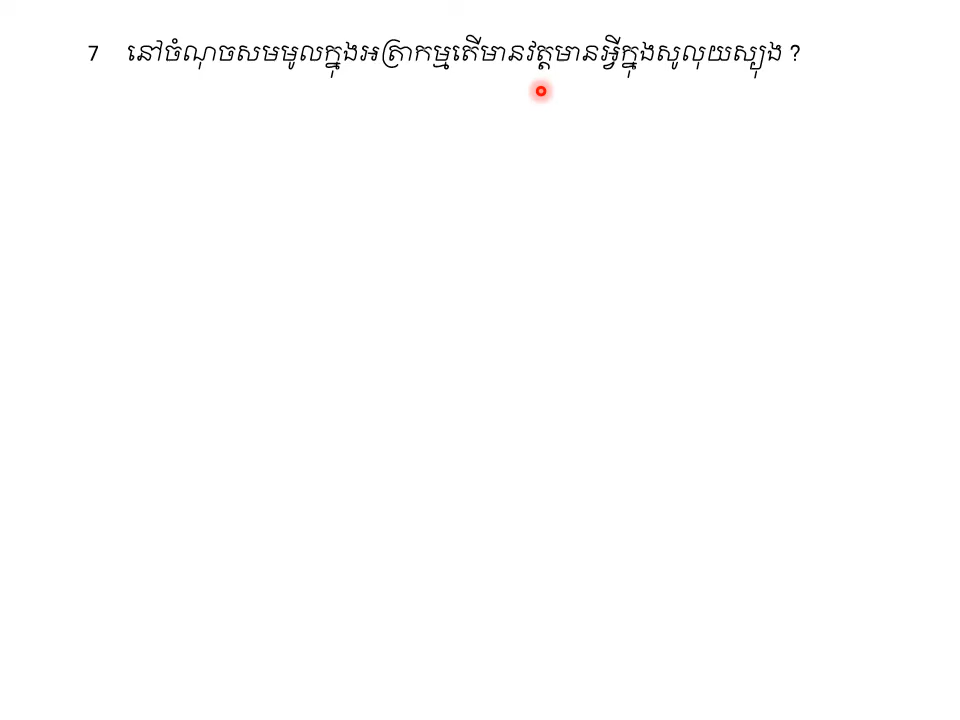 7 នៅចំណុចសមមូលក្នុងអត្រាកម្មតើមានវត្តមានអ្វីក្នុងសូលុយស្យុង ?